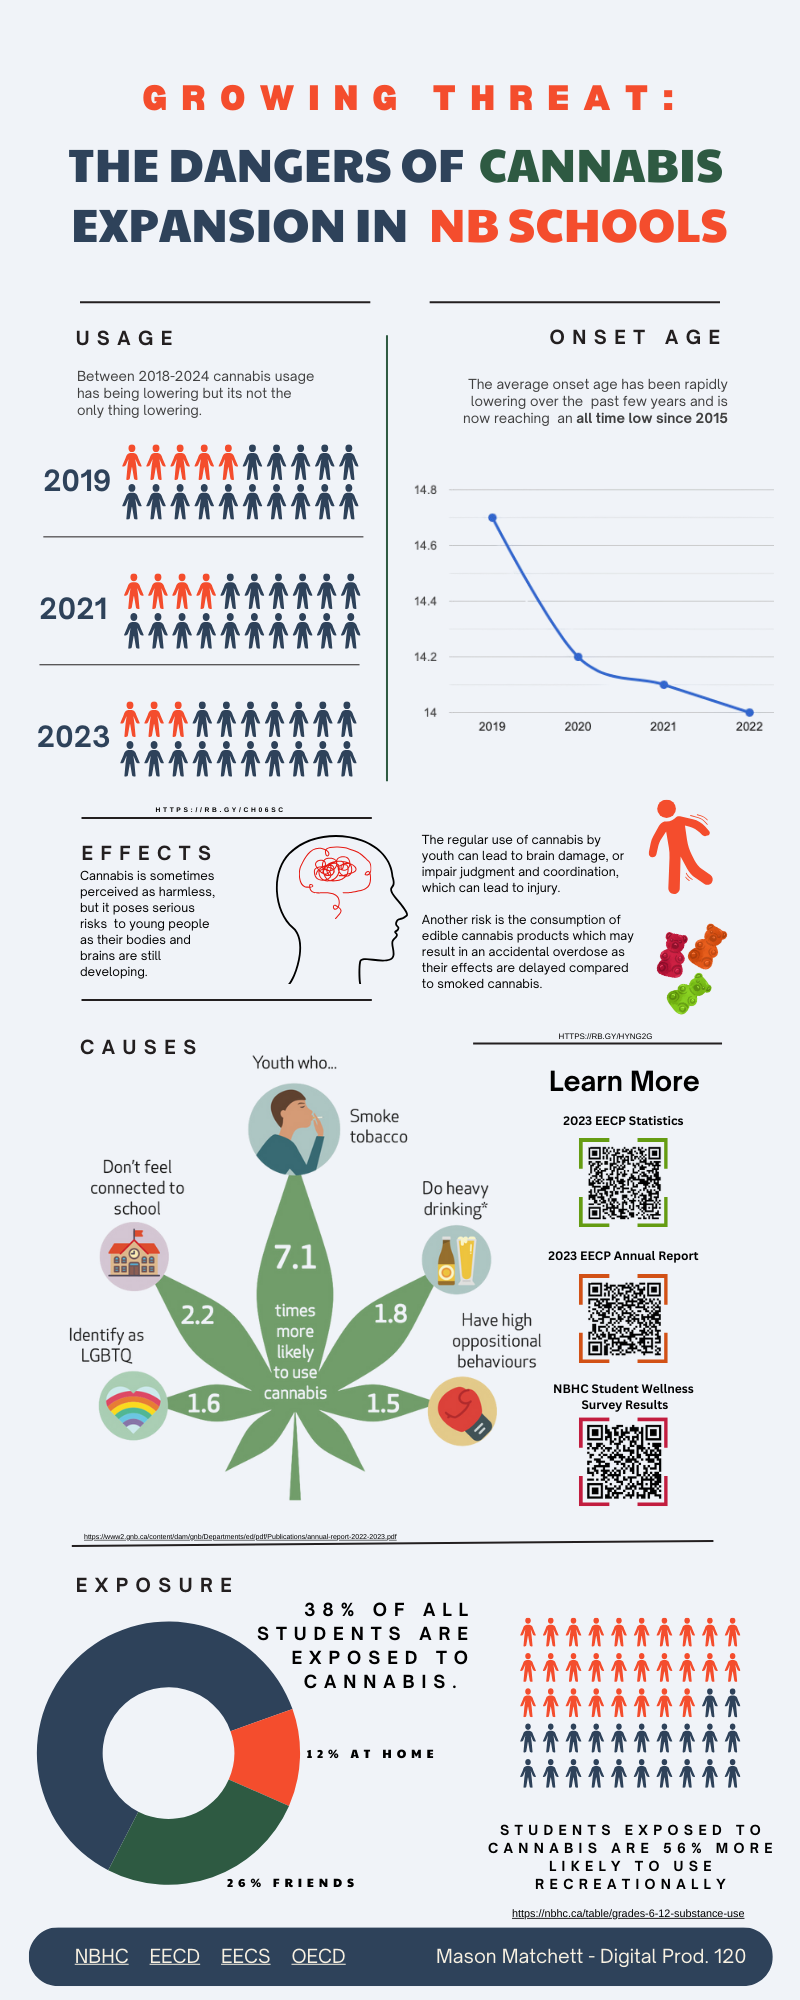 GROWING THREAT:
THE DANGERS OF CANNABIS
EXPANSION IN NB SCHOOLS
USAGE
Between 2018-2024 cannabis usage
has being lowering but its not the
only thing lowering.
2019
2021
2023
HTTPS://RB.GY/CH06SC
ONSET AGE
The average onset age has been rapidly
lowering over the past few years and is
now reaching an all time low since 2015
14.8
14.6
14.4
14.2
14
2019 2020 2021 2022
EFFECTS
Cannabis is sometimes
perceived as harmless,
but it poses serious
risks to young people
as their bodies and
brains are still
developing.
The regular use of cannabis by
youth can lead to brain damage, or
impair judgment and coordination,
which can lead to injury.
Another risk is the consumption of
edible cannabis products which may
result in an accidental overdose as
their effects are delayed compared
to smoked cannabis.
HTTPS://RB.GY/HYNG2G
CAUSES
Youth who...
Smoke
tobacco
Don't feel
connected to
school
Do heavy
drinking*
7.1
times
more
likely
to use
cannabis
2.2
1.8
Identify as
LGBTQ
Have high
oppositional
behaviours
1.6
1.5
https://www2.gnb.ca/content/dam/gnb/Departments/ed/pdf/Publications/annual-report-2022-2023.pdf
Learn More
2023 EECP Statistics
2023 EECP Annual Report
NBHC Student Wellness
Survey Results
EXPOSURE
38% OF ALL
STUDENTS ARE
EXPOSED TO
CANNABIS.
12% AT HOME
26% FRIENDS
STUDENTS EXPOSED TO
CANNABIS ARE 56% MORE
LIKELY TO USE
RECREATIONALLY
https://nbhc.ca/table/grades-6-12-substance-use
NBHC EECD EECS OECD
Mason Matchett - Digital Prod. 120